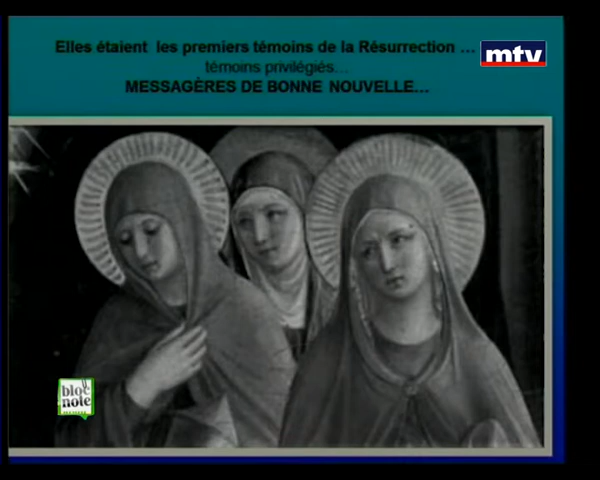 Elles étaient les premiers témoins de la Résurrection ...
mtv
témoins privilégiés...
MESSAGÈRES DE BONNE NOUVELLE...
bloc
note